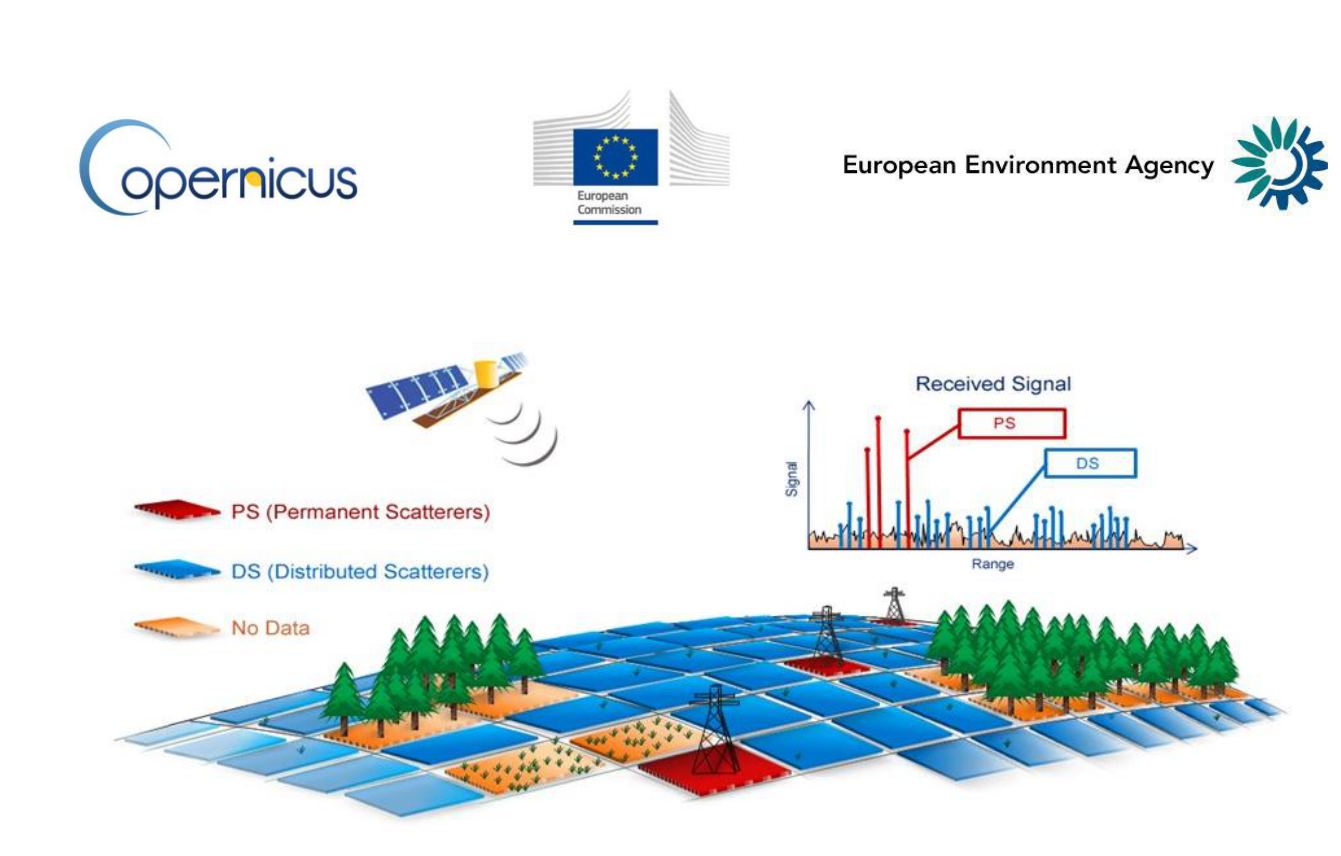 Copernicus
European
Commission
European Environment Agency
Received Signal
PS
DS
Signal
Range
PS (Permanent Scatterers)
DS (Distributed Scatterers)
No Data